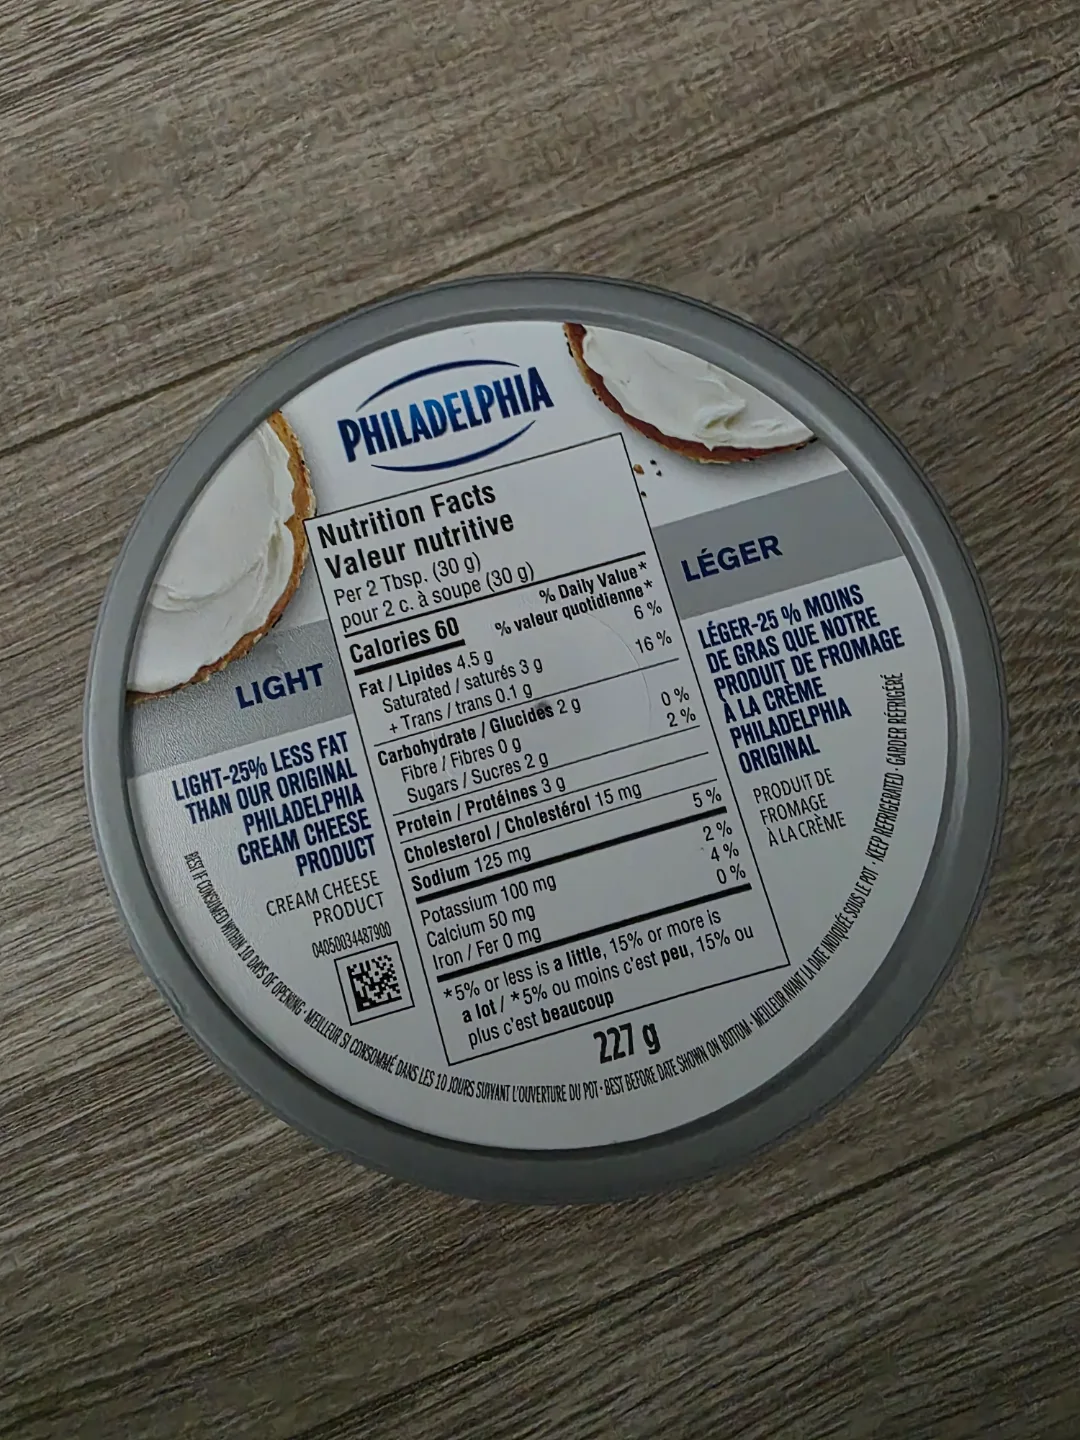 PHILADELPHIA
Nutrition Facts
Valeur nutritive
Per 2 Tbsp. (30 g)
pour 2 c. à soupe (30 g)
% Daily Value*
Calories 60
% valeur quotidienne*
Fat / Lipides 4.5 g 6 %
Saturated / saturés 3 g
+ Trans / trans 0.1 g 16 %
Carbohydrate / Glucides 2 g
Fibre / Fibres 0 g 0 %
Sugars / Sucres 2 g 2 %
Protein / Protéines 3 g
Cholesterol / Cholestérol 15 mg
Sodium 125 mg 5 %
Potassium 100 mg 2 %
Calcium 50 mg 4 %
Iron / Fer 0 mg 0 %
*5% or less is a little, 15% or more is
a lot / *5% ou moins c'est peu, 15% ou
plus c'est beaucoup
227 g
LIGHT
LIGHT-25% LESS FAT
THAN OUR ORIGINAL
PHILADELPHIA
CREAM CHEESE
PRODUCT
CREAM CHEESE
PRODUCT
04050034487900
LÉGER
LÉGER-25 % MOINS
DE GRAS QUE NOTRE
PRODUIT DE FROMAGE
À LA CRÈME
PHILADELPHIA
ORIGINAL
PRODUIT DE
FROMAGE
À LA CRÈME
BEST IF CONSUMED WITHIN 10 DAYS OF OPENING • MEILLEUR SI CONSOMMÉ DANS LES 10 JOURS SUIVANT L'OUVERTURE DU POT • BEST BEFORE DATE SHOWN ON BOTTOM • MEILLEUR AVANT LA DATE INDIQUÉE SOUS LE POT • KEEP REFRIGERATED • GARDER RÉFRIGÉRÉ